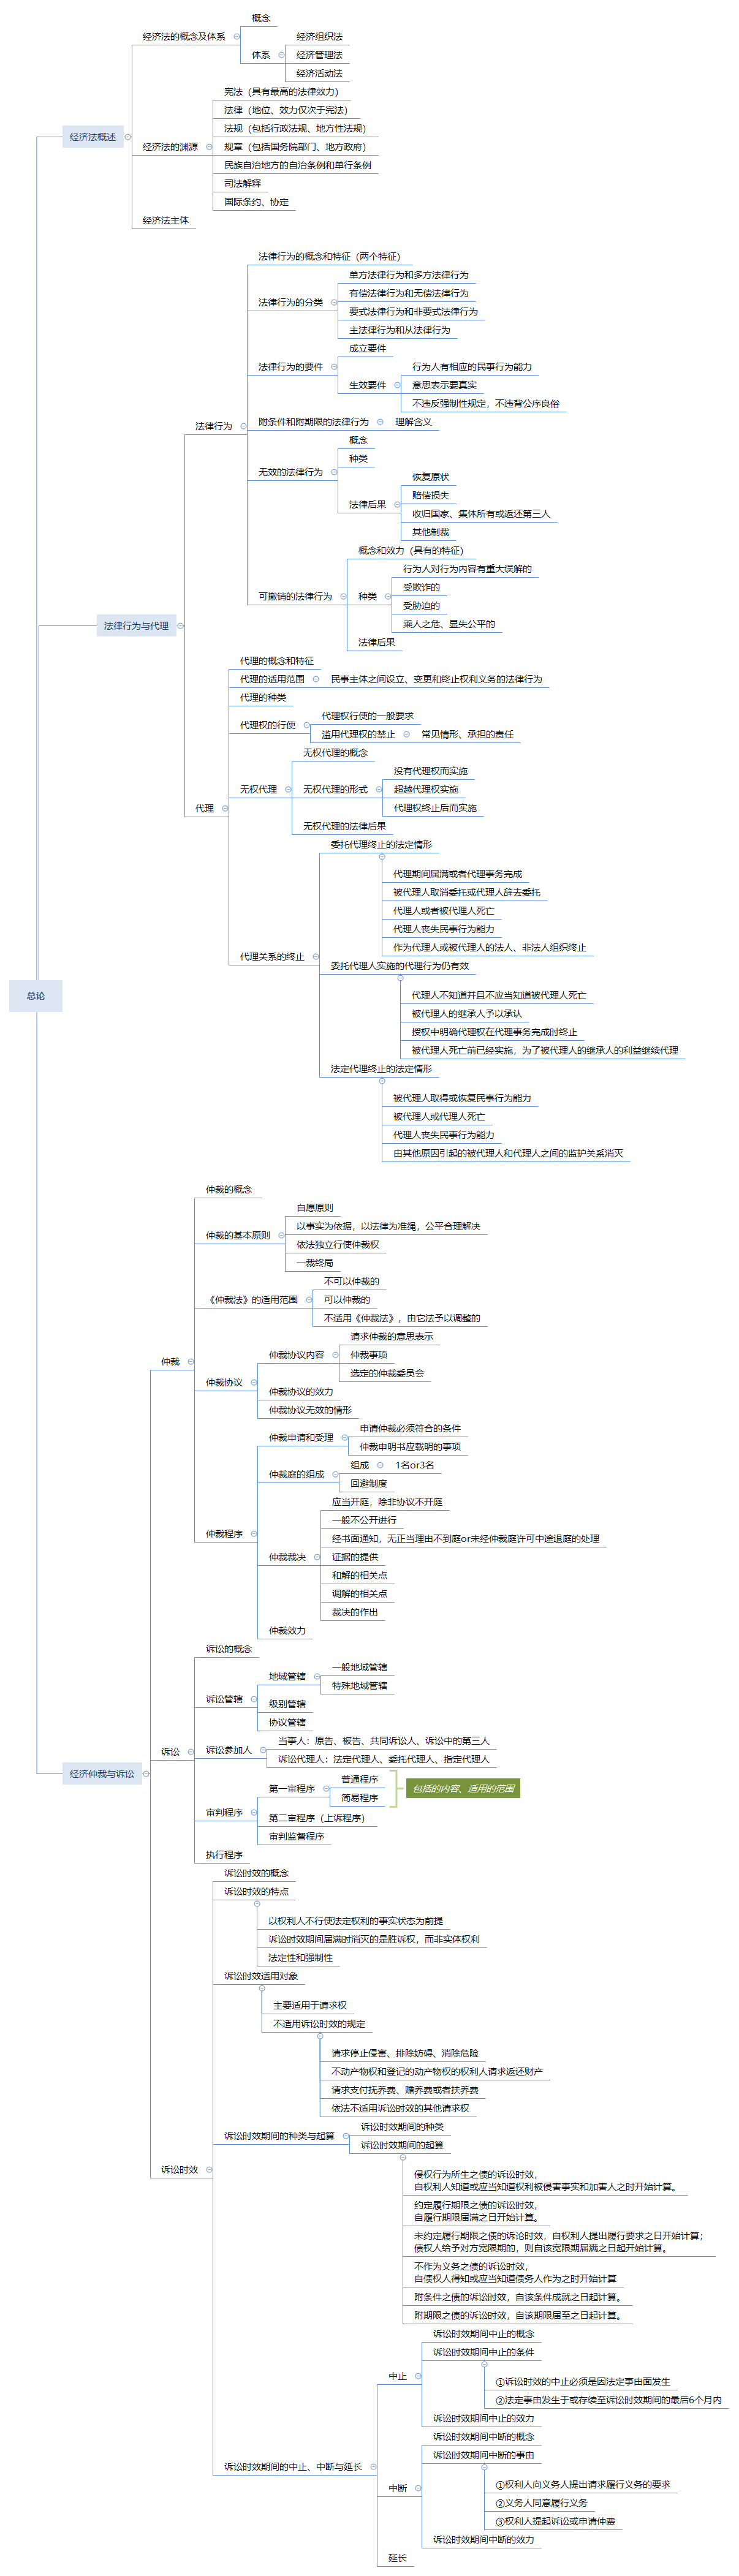 概念
经济法的概念及体系
经济组织法
体系
经济管理法
经济活动法
宪法（具有最高的法律效力）
法律（地位、效力仅次于宪法）
法规（包括行政法规、地方性法规）
经济法概述
经济法的渊源
规章（包括国务院部门、地方政府）
民族自治地方的自治条例和单行条例
司法解释
国际条约、协定
经济法主体
法律行为的概念和特征（两个特征）
单方法律行为和多方法律行为
有偿法律行为和无偿法律行为
法律行为的分类
要式法律行为和非要式法律行为
主法律行为和从法律行为
成立要件
法律行为的要件
行为人有相应的民事行为能力
生效要件
意思表示要真实
不违反强制性规定，不违背公序良俗
法律行为
附条件和附期限的法律行为
理解含义
概念
种类
无效的法律行为
恢复原状
赔偿损失
法律后果
收归国家、集体所有或返还第三人
其他制裁
概念和效力（具有的特征）
行为人对行为内容有重大误解的
受欺诈的
可撤销的法律行为
种类
受胁迫的
乘人之危、显失公平的
法律后果
法律行为与代理
代理的概念和特征
代理的适用范围
民事主体之间设立、变更和终止权利义务的法律行为
代理的种类
代理权行使的一般要求
代理权的行使
滥用代理权的禁止
常见情形、承担的责任
无权代理的概念
没有代理权而实施
无权代理
无权代理的形式
超越代理权实施
代理权终止后而实施
代理
无权代理的法律后果
委托代理终止的法定情形
代理期间届满或者代理事务完成
被代理人取消委托或代理人辞去委托
代理人或者被代理人死亡
代理人丧失民事行为能力
作为代理人或被代理人的法人、非法人组织终止
代理关系的终止
委托代理人实施的代理行为仍有效
代理人不知道并且不应当知道被代理人死亡
被代理人的继承人予以承认
授权中明确代理权在代理事务完成时终止
被代理人死亡前已经实施，为了被代理人的继承人的利益继续代理
总论
法定代理终止的法定情形
被代理人取得或恢复民事行为能力
被代理人或代理人死亡
代理人丧失民事行为能力
由其他原因引起的被代理人和代理人之间的监护关系消灭
仲裁的概念
自愿原则
以事实为依据，以法律为准绳，公平合理解决
仲裁的基本原则
依法独立行使仲裁权
一裁终局
不可以仲裁的
《仲裁法》的适用范围
可以仲裁的
不适用《仲裁法》，由它法予以调整的
仲裁
请求仲裁的意思表示
仲裁协议内容
仲裁事项
选定的仲裁委员会
仲裁协议
仲裁协议的效力
仲裁协议无效的情形
申请仲裁必须符合的条件
仲裁申请和受理
仲裁申明书应载明的事项
组成
1名or3名
仲裁庭的组成
回避制度
应当开庭，除非协议不开庭
一般不公开进行
仲裁程序
经书面通知，无正当理由不到庭or未经仲裁庭许可中途退庭的处理
仲裁裁决
证据的提供
和解的相关点
调解的相关点
裁决的作出
仲裁效力
诉讼的概念
一般地域管辖
地域管辖
特殊地域管辖
诉讼管辖
级别管辖
协议管辖
当事人：原告、被告、共同诉讼人、诉讼中的第三人
诉讼
诉讼参加人
诉讼代理人：法定代理人、委托代理人、指定代理人
经济仲裁与诉讼
普通程序
第一审程序
包括的内容、适用的范围
简易程序
审判程序
第二审程序（上诉程序）
审判监督程序
执行程序
诉讼时效的概念
诉讼时效的特点
以权利人不行使法定权利的事实状态为前提
诉讼时效期间届满时消灭的是胜诉权，而非实体权利
法定性和强制性
诉讼时效适用对象
主要适用于请求权
不适用诉讼时效的规定
请求停止侵害、排除妨碍、消除危险
不动产物权和登记的动产物权的权利人请求返还财产
请求支付抚养费、赡养费或者扶养费
依法不适用诉讼时效的其他请求权
诉讼时效期间的种类
诉讼时效期间的种类与起算
诉讼时效期间的起算
诉讼时效
侵权行为所生之债的诉讼时效，
自权利人知道或应当知道权利被侵害事实和加害人之时开始计算。
约定履行期限之债的诉讼时效，
自履行期限届满之日开始计算。
未约定履行期限之债的诉论时效，自权利人提出履行要求之日开始计算；
债权人给予对方宽限期的，则自该宽限期届满之日起开始计算。
不作为义务之债的诉讼时效，
自债权人得知或应当知道债务人作为之时开始计算
附条件之债的诉讼时效，自该条件成就之日起计算。
附期限之债的诉讼时效，自该期限届至之日起计算。
诉讼时效期间中止的概念
诉讼时效期间中止的条件
中止
①诉讼时效的中止必须是因法定事由面发生
②法定事由发生于或存续至诉讼时效期间的最后6个月内
诉讼时效期间中止的效力
诉讼时效期间中断的概念
诉讼时效期间中断的事由
诉讼时效期间的中止、中断与延长
①权利人向义务人提出请求履行义务的要求
中断
②义务人同意履行义务
③权利人提起诉讼或申请仲费
诉讼时效期间中断的效力
延长